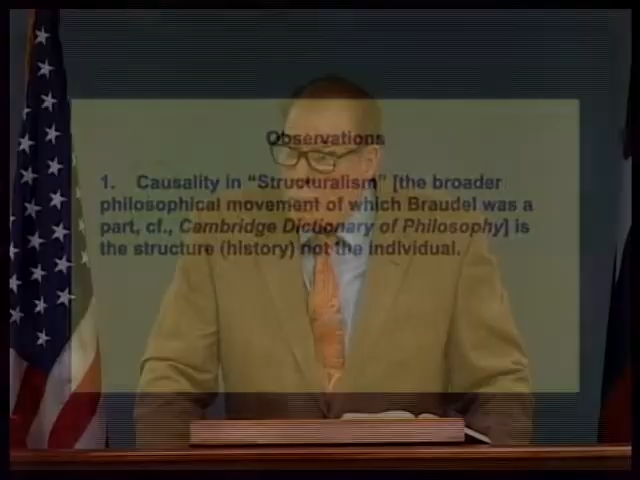 Observations
1. Causality in “Structuralism” [the broader
philosophical movement of which Braudel was a
part, cf., Cambridge Dictionary of Philosophy] is
the structure (history) not the individual.